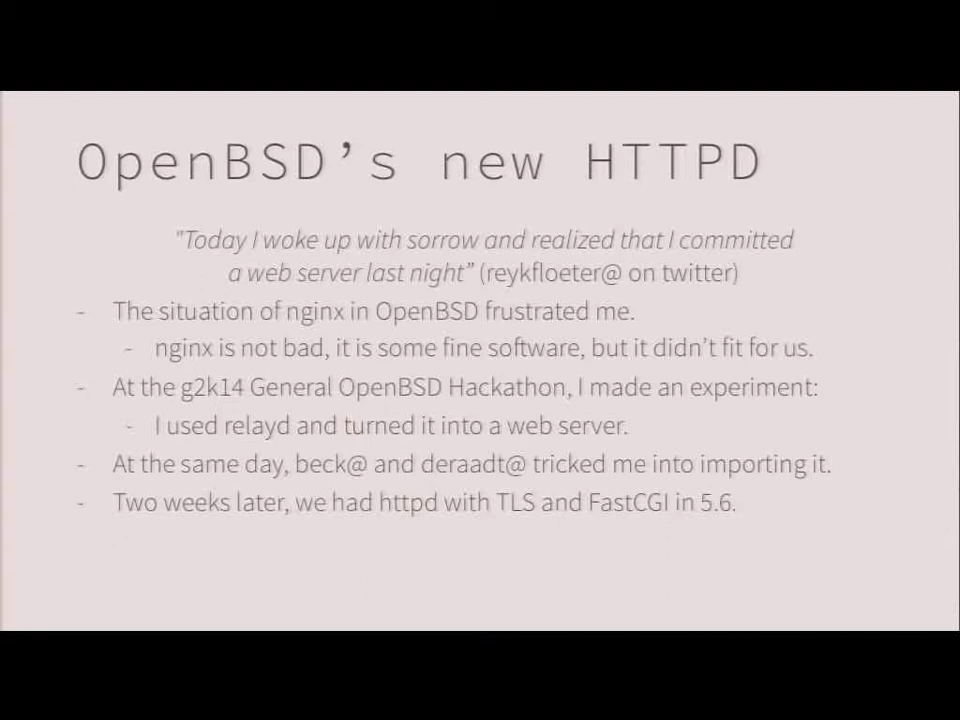 OpenBSD’s new HTTPD
"Today I woke up with sorrow and realized that I committed
a web server last night” (reykfloeter@ on twitter)
- The situation of nginx in OpenBSD frustrated me.
- nginx is not bad, it is some fine software, but it didn’t fit for us.
- At the g2k14 General OpenBSD Hackathon, I made an experiment:
- I used relayd and turned it into a web server.
- At the same day, beck@ and deraadt@ tricked me into importing it.
- Two weeks later, we had httpd with TLS and FastCGI in 5.6.